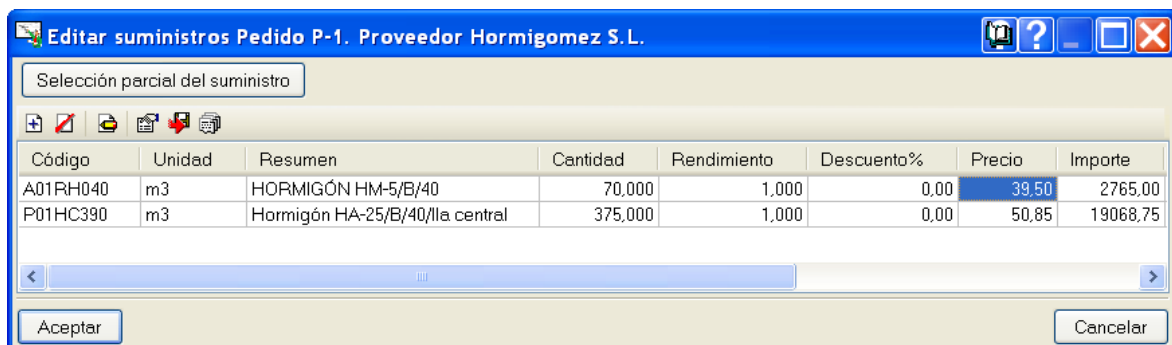 Editar suministros Pedido P-1. Proveedor Hormigomez S.L.
Selección parcial del suministro
Código Unidad Resumen Cantidad Rendimiento Descuento% Precio Importe
A01RH040 m3 HORMIGÓN HM-5/B/40 70,000 1,000 0,00 39,50 2765,00
P01HC390 m3 Hormigón HA-25/B/40/IIa central 375,000 1,000 0,00 50,85 19068,75
Aceptar Cancelar